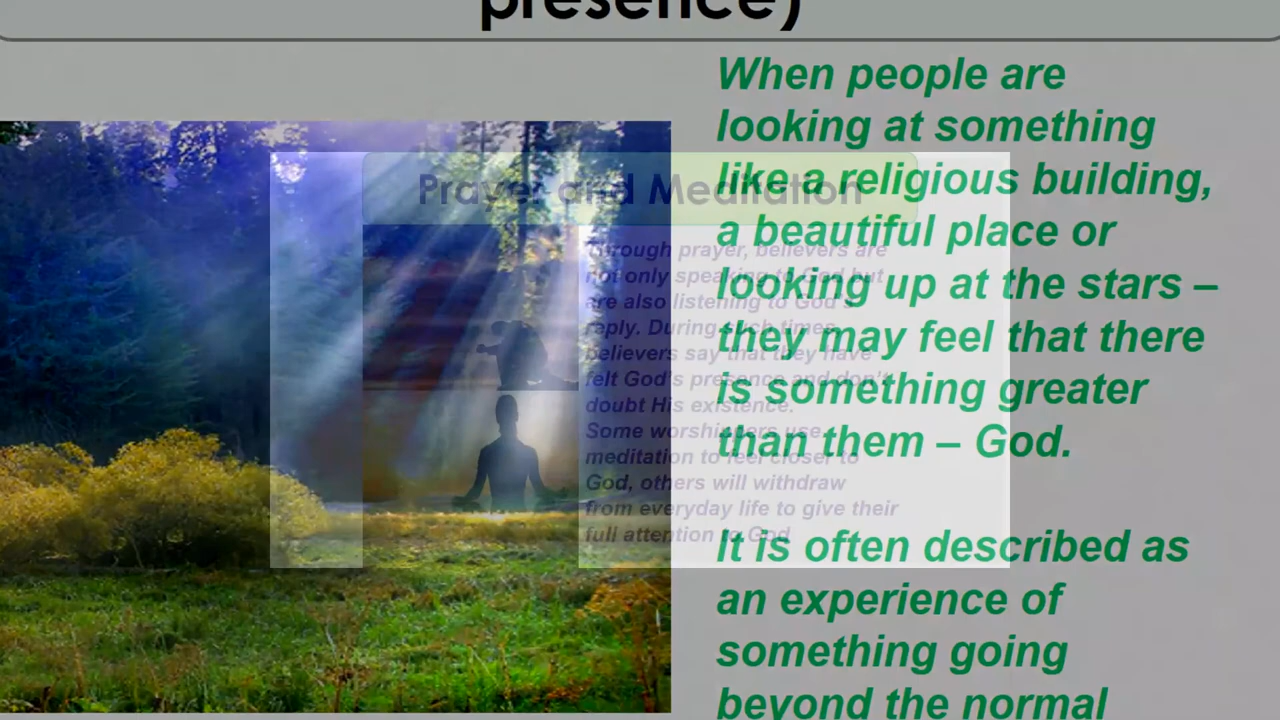 presence)
When people are
looking at something
like a religious building,
a beautiful place or
looking up at the stars –
they may feel that there
is something greater
than them – God.
It is often described as
an experience of
something going
beyond the normal
Prayer and Meditation
Through prayer, believers are
not only speaking to God but
are also listening to God's
reply. During such times
believers say that they have
felt God's presence and don't
doubt His existence.
Some worshippers use
meditation to feel closer to
God, others will withdraw
from everyday life to give their
full attention to God